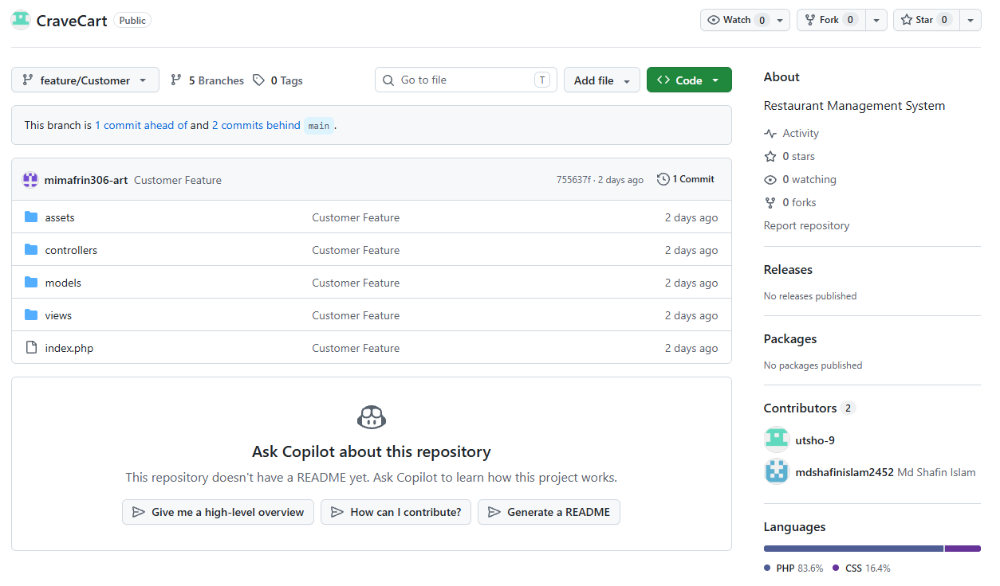 CraveCart Public Watch 0 Fork 0 Star 0
feature/Customer 5 Branches 0 Tags Go to file T Add file Code
This branch is 1 commit ahead of and 2 commits behind main .
mimafrin306-art Customer Feature 755637f · 2 days ago 1 Commit
assets Customer Feature 2 days ago
controllers Customer Feature 2 days ago
models Customer Feature 2 days ago
views Customer Feature 2 days ago
index.php Customer Feature 2 days ago
Ask Copilot about this repository
This repository doesn't have a README yet. Ask Copilot to learn how this project works.
Give me a high-level overview How can I contribute? Generate a README
About
Restaurant Management System
Activity
0 stars
0 watching
0 forks
Report repository
Releases
No releases published
Packages
No packages published
Contributors 2
utsho-9
mdshafinislam2452 Md Shafin Islam
Languages
PHP 83.6% CSS 16.4%